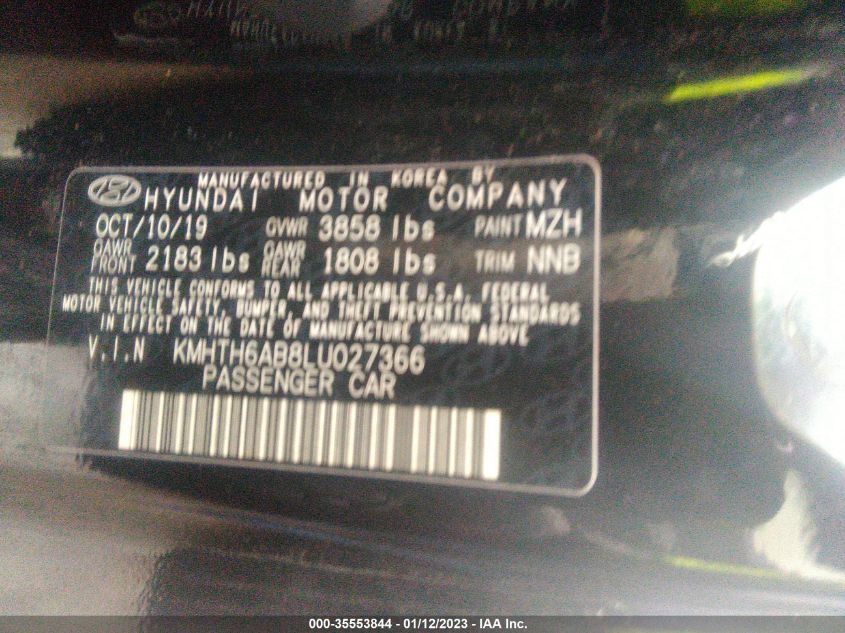 MANUFACTURED IN KOREA BY
HYUNDAI MOTOR COMPANY
OCT/10/19 GVWR 3858 lbs PAINT MZH
GAWR FRONT 2183 lbs GAWR REAR 1808 lbs TRIM NNB
THIS VEHICLE CONFORMS TO ALL APPLICABLE U.S.A. FEDERAL
MOTOR VEHICLE SAFETY, BUMPER, AND THEFT PREVENTION STANDARDS
IN EFFECT ON THE DATE OF MANUFACTURE SHOWN ABOVE
V.I.N KMHTH6AB8LU027366
PASSENGER CAR
000-35553844 - 01/12/2023 - IAA Inc.